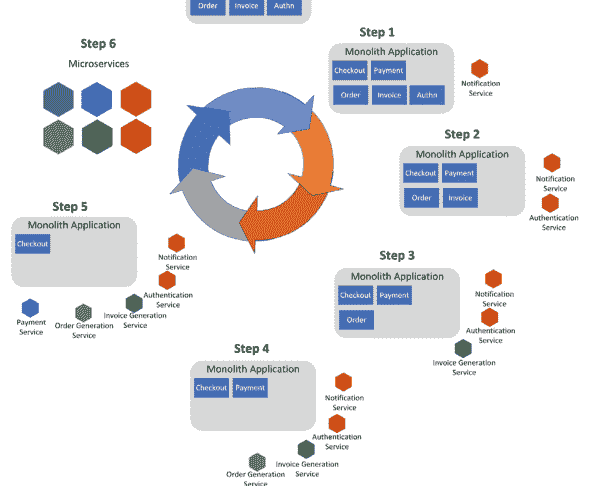 Order Invoice Authn
Step 1
Monolith Application
Checkout Payment
Order Invoice Authn
Notification
Service
Step 2
Monolith Application
Checkout Payment
Order Invoice
Notification
Service
Authentication
Service
Step 3
Monolith Application
Checkout Payment
Order
Notification
Service
Authentication
Service
Invoice Generation
Service
Step 4
Monolith Application
Checkout Payment
Notification
Service
Authentication
Service
Invoice Generation
Service
Order Generation
Service
Step 5
Monolith Application
Checkout
Notification
Service
Authentication
Service
Invoice Generation
Service
Order Generation
Service
Payment
Service
Step 6
Microservices